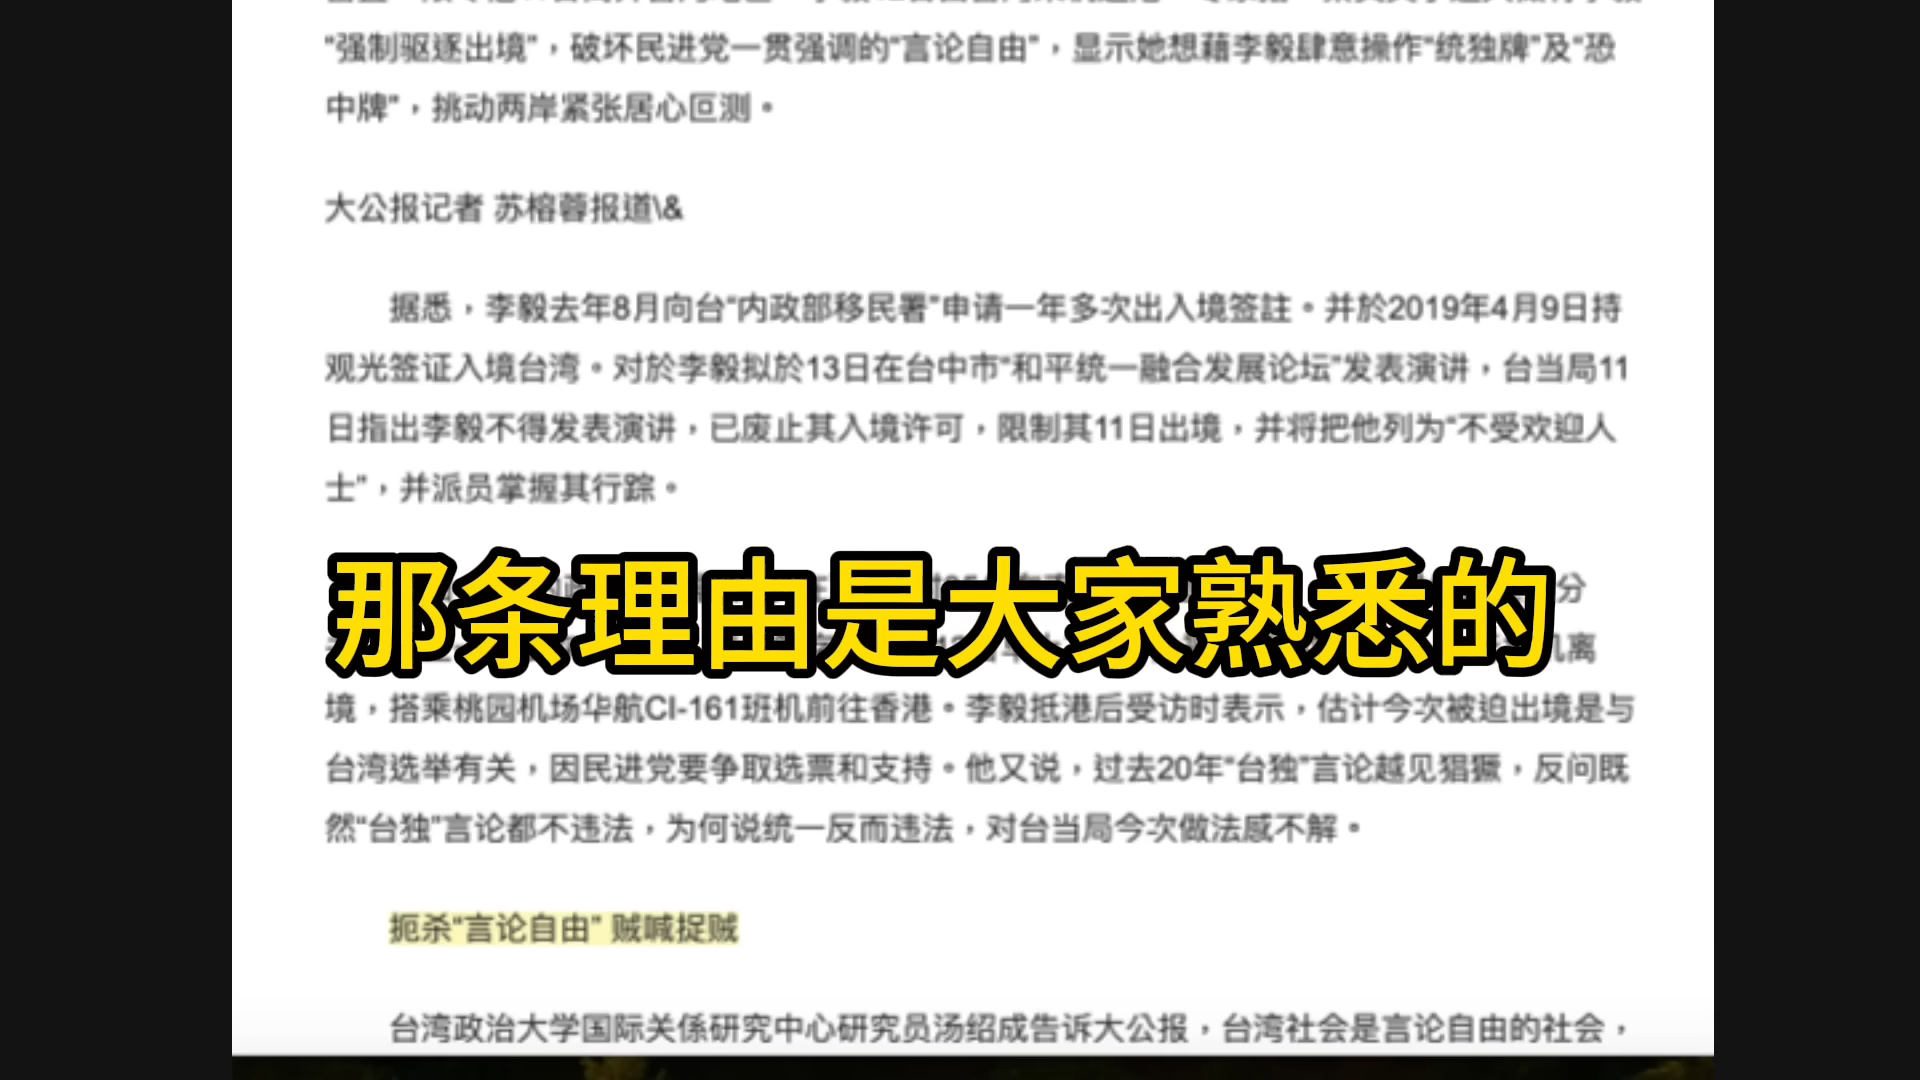 “强制驱逐出境”，破坏民进党一贯强调的“言论自由”，显示她想藉李毅肆意操作“统独牌”及“恐
中牌”，挑动两岸紧张居心叵测。
大公报记者 苏榕蓉报道\&
据悉，李毅去年8月向台“内政部移民署”申请一年多次出入境签註。并於2019年4月9日持
观光签证入境台湾。对於李毅拟於13日在台中市“和平统一融合发展论坛”发表演讲，台当局11
日指出李毅不得发表演讲，已废止其入境许可，限制其11日出境，并将把他列为“不受欢迎人
士”，并派员掌握其行踪。
那条理由是大家熟悉的
分
机离
境，搭乘桃园机场华航CI-161班机前往香港。李毅抵港后受访时表示，估计今次被迫出境是与
台湾选举有关，因民进党要争取选票和支持。他又说，过去20年“台独”言论越见猖獗，反问既
然“台独”言论都不违法，为何说统一反而违法，对台当局今次做法感不解。
扼杀“言论自由” 贼喊捉贼
台湾政治大学国际关係研究中心研究员汤绍成告诉大公报，台湾社会是言论自由的社会，